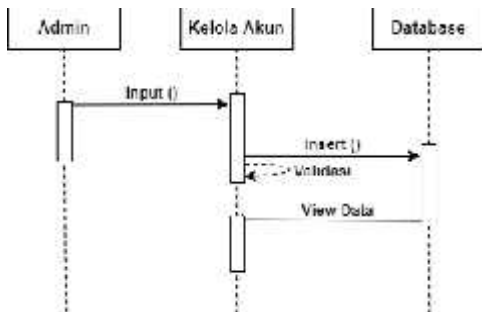 Admin
Kelola Akun
Database
Input ()
Insert ()
Validasi
View Data